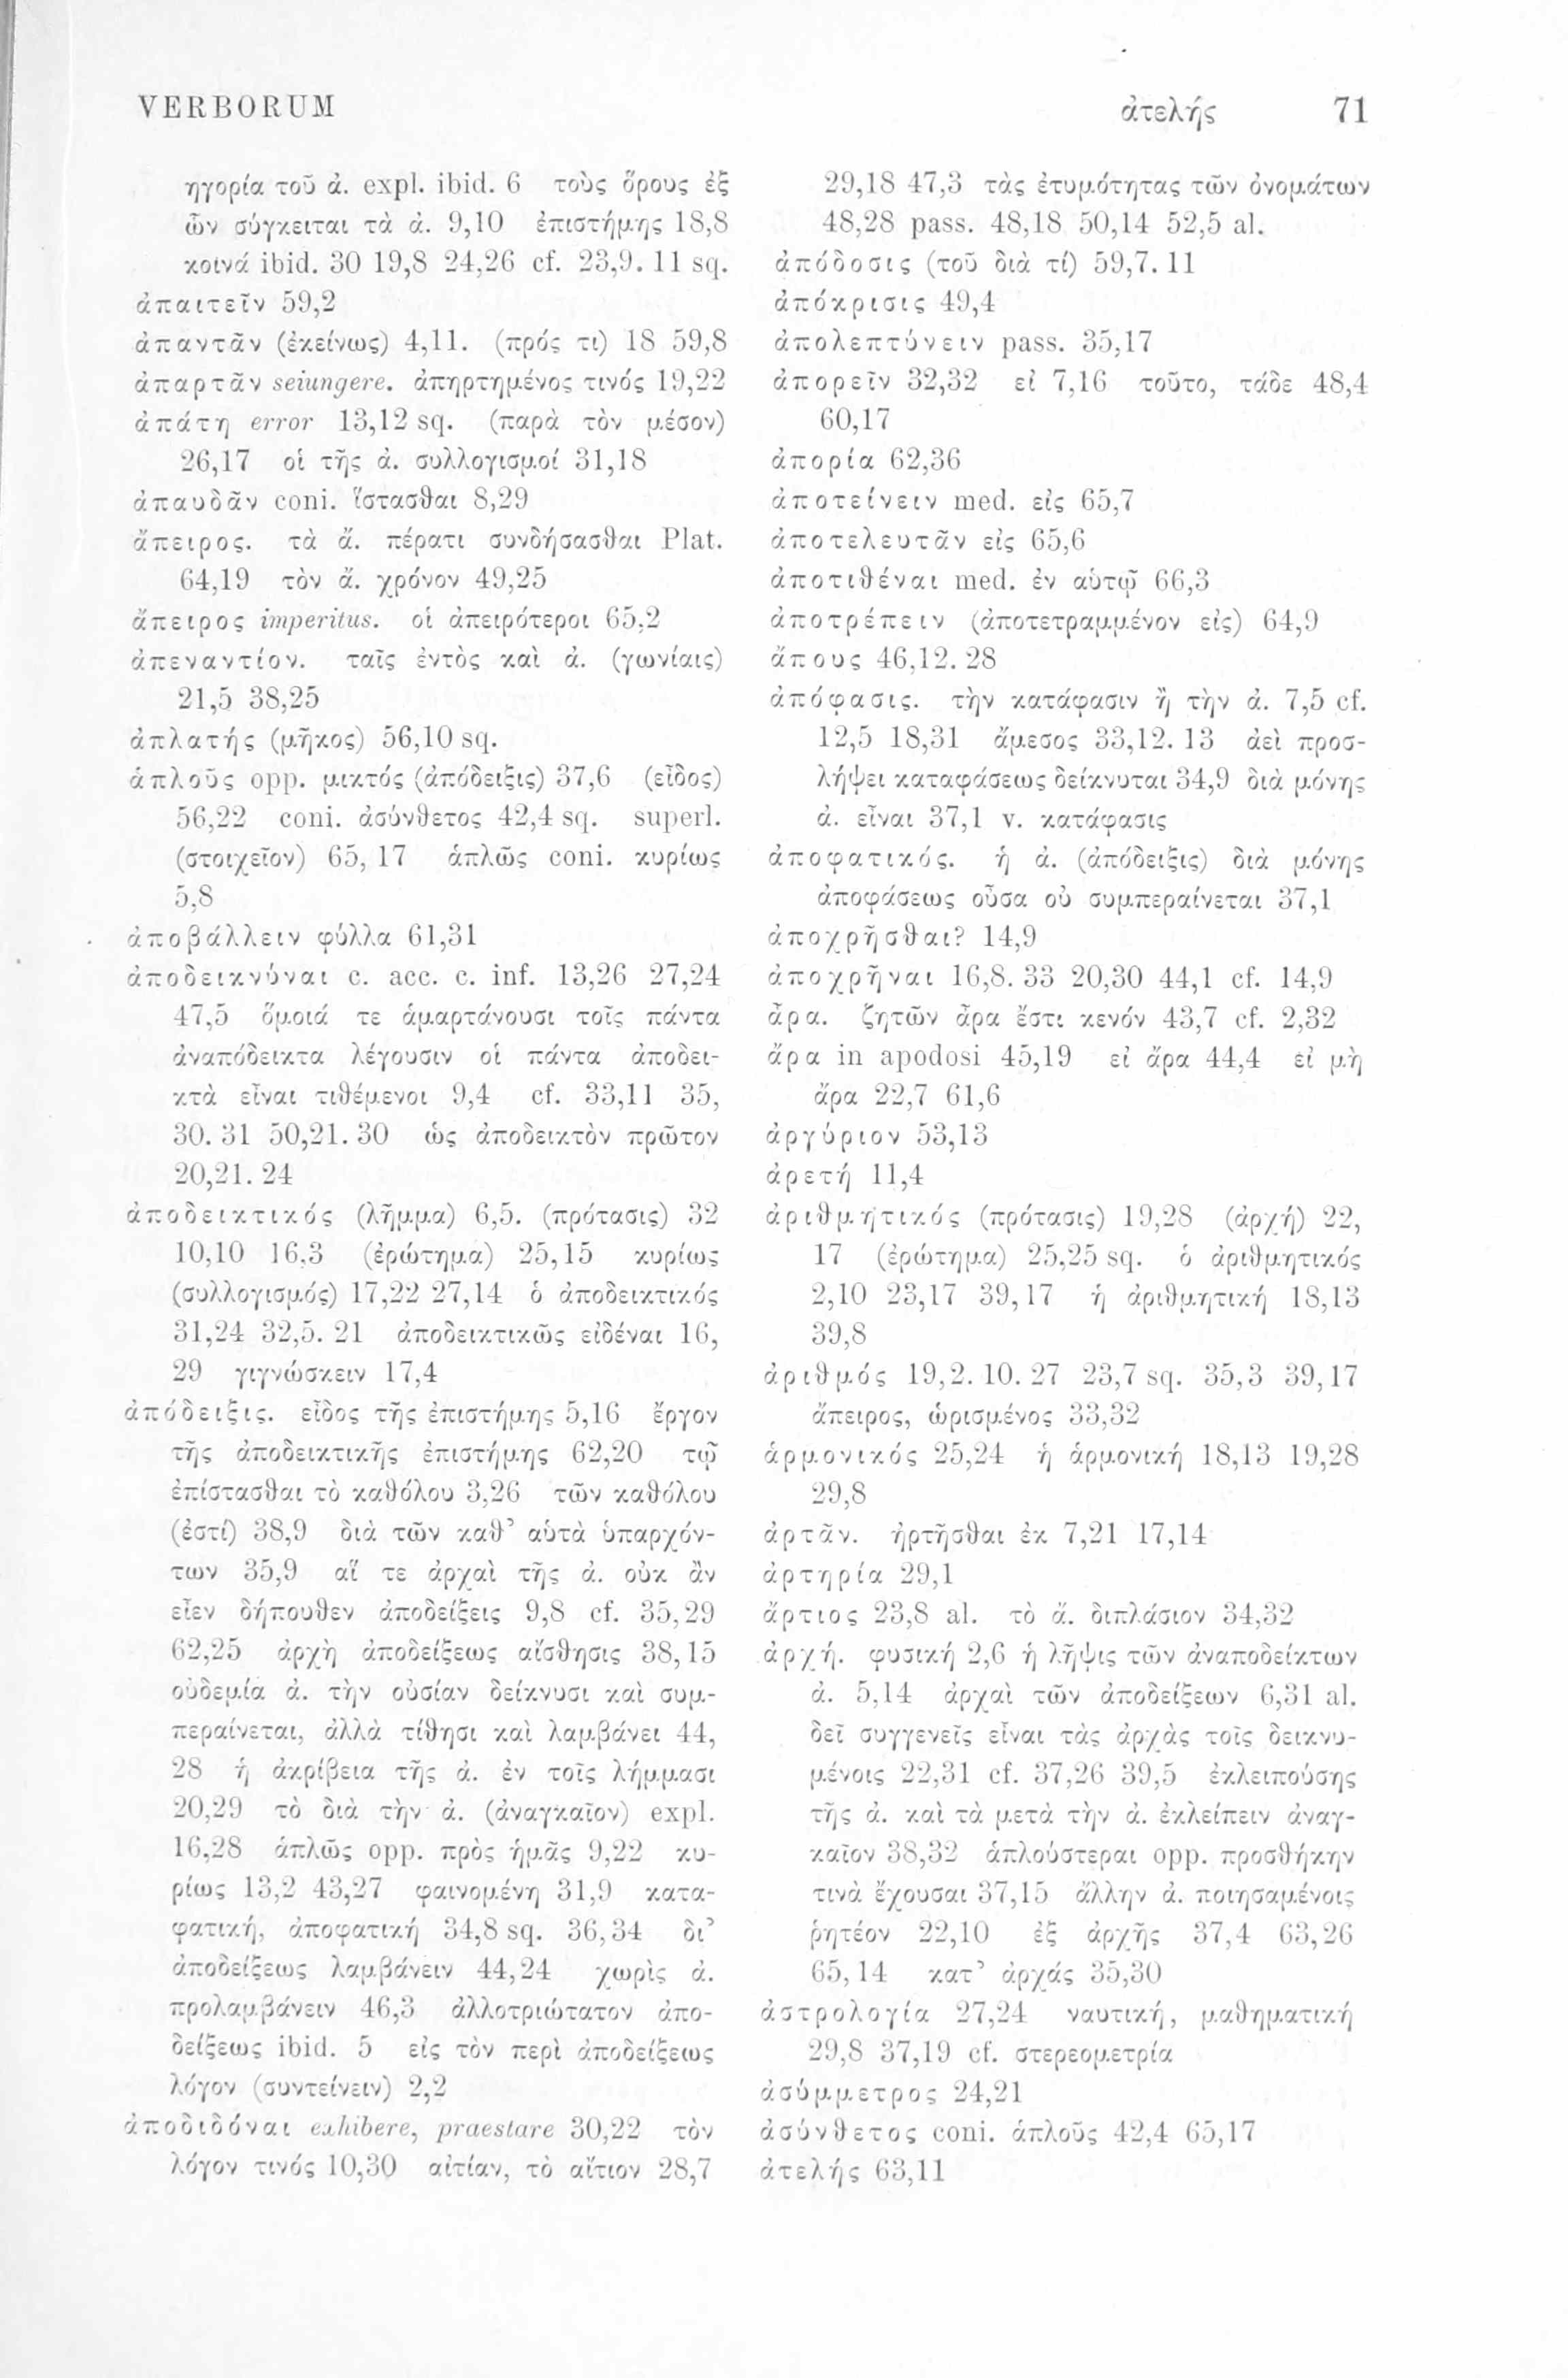 VERBORUM
ἀτελής 71
ηγορία τοῦ ἀ. expl. ibid. 6 τοὺς ὅρους ἐξ
ὧν σύγκειται τὰ ἀ. 9,10 ἐπιστήμης 18,8
κοινά ibid. 30 19,8 24,26 cf. 23,9. 11 sq.
ἀπαιτεῖν 59,2
ἀπαντᾶν (ἐκείνως) 4,11. (πρός τι) 18 59,8
ἀπαρτᾶν seiungere. ἀπηρτημένος τινός 19,22
ἀπάτη error 13,12 sq. (παρὰ τὸν μέσον)
26,17 οἱ τῆς ἀ. συλλογισμοί 31,18
ἀπαυδᾶν coni. ἵστασθαι 8,29
ἄπειρος. τὰ ἄ. πέρατι συνδήσασθαι Plat.
64,19 τὸν ἄ. χρόνον 49,25
ἄπειρος imperitus. οἱ ἀπειρότεροι 65,2
ἀπεναντίον. ταῖς ἐντὸς καὶ ἀ. (γωνίαις)
21,5 38,25
ἀπλατής (μῆκος) 56,10 sq.
ἁπλοῦς opp. μικτός (ἀπόδειξις) 37,6 (εἶδος)
56,22 coni. ἀσύνθετος 42,4 sq. superl.
(στοιχεῖον) 65,17 ἁπλῶς coni. κυρίως
5,8
ἀποβάλλειν φύλλα 61,31
ἀποδεικνύναι c. acc. c. inf. 13,26 27,24
47,5 ὅμοιά τε ἁμαρτάνουσι τοῖς πάντα
ἀναπόδεικτα λέγουσιν οἱ πάντα ἀποδει-
κτὰ εἶναι τιθέμενοι 9,4 cf. 33,11 35,
30. 31 50,21. 30 ὡς ἀποδεικτὸν πρῶτον
20,21. 24
ἀποδεικτικός (λῆμμα) 6,5. (πρότασις) 32
10,10 16,3 (ἐρώτημα) 25,15 κυρίως
(συλλογισμός) 17,22 27,14 ὁ ἀποδεικτικός
31,24 32,5. 21 ἀποδεικτικῶς εἰδέναι 16,
29 γιγνώσκειν 17,4
ἀπόδειξις. εἶδος τῆς ἐπιστήμης 5,16 ἔργον
τῆς ἀποδεικτικῆς ἐπιστήμης 62,20 τῷ
ἐπίστασθαι τὸ καθόλου 3,26 τῶν καθόλου
(ἐστί) 38,9 διὰ τῶν καθ’ αὑτὰ ὑπαρχόν-
των 35,9 αἵ τε ἀρχαὶ τῆς ἀ. οὐκ ἂν
εἶεν δήπουθεν ἀποδείξεις 9,8 cf. 35,29
62,25 ἀρχὴ ἀποδείξεως αἴσθησις 38,15
οὐδεμία ἀ. τὴν οὐσίαν δείκνυσι καὶ συμ-
περαίνεται, ἀλλὰ τίθησι καὶ λαμβάνει 44,
28 ἡ ἀκρίβεια τῆς ἀ. ἐν τοῖς λήμμασι
20,29 τὸ διὰ τὴν ἀ. (ἀναγκαῖον) expl.
16,28 ἁπλῶς opp. πρὸς ἡμᾶς 9,22 κυ-
ρίως 13,2 43,27 φαινομένη 31,9 κατα-
φατική, ἀποφατική 34,8 sq. 36,34 δι’
ἀποδείξεως λαμβάνειν 44,24 χωρὶς ἀ.
προλαμβάνειν 46,3 ἀλλοτριώτατον ἀπο-
δείξεως ibid. 5 εἰς τὸν περὶ ἀποδείξεως
λόγον (συντείνειν) 2,2
ἀποδιδόναι exhibere, praestare 30,22 τὸν
λόγον τινός 10,30 αἰτίαν, τὸ αἴτιον 28,7
29,18 47,3 τὰς ἐτυμότητας τῶν ὀνομάτων
48,28 pass. 48,18 50,14 52,5 al.
ἀπόδοσις (τοῦ διὰ τί) 59,7. 11
ἀπόκρισις 49,4
ἀπολεπτύνειν pass. 35,17
ἀπορεῖν 32,32 εἰ 7,16 τοῦτο, τάδε 48,4
60,17
ἀπορία 62,36
ἀποτείνειν med. εἰς 65,7
ἀποτελευτᾶν εἰς 65,6
ἀποτιθέναι med. ἐν αὑτῷ 66,3
ἀποτρέπειν (ἀποτετραμμένον εἰς) 64,9
ἄπους 46,12. 28
ἀπόφασις. τὴν κατάφασιν ἢ τὴν ἀ. 7,5 cf.
12,5 18,31 ἄμεσος 33,12. 13 ἀεὶ προσ-
λήψει καταφάσεως δείκνυται 34,9 διὰ μόνης
ἀ. εἶναι 37,1 v. κατάφασις
ἀποφατικός. ἡ ἀ. (ἀπόδειξις) διὰ μόνης
ἀποφάσεως οὖσα οὐ συμπεραίνεται 37,1
ἀποχρῆσθαι? 14,9
ἀποχρῆναι 16,8. 33 20,30 44,1 cf. 14,9
ἆρα. ζητῶν ἆρα ἔστι κενόν 43,7 cf. 2,32
ἄρα in apodosi 45,19 εἰ ἄρα 44,4 εἰ μὴ
ἄρα 22,7 61,6
ἀργύριον 53,13
ἀρετή 11,4
ἀριθμητικός (πρότασις) 19,28 (ἀρχή) 22,
17 (ἐρώτημα) 25,25 sq. ὁ ἀριθμητικός
2,10 23,17 39,17 ἡ ἀριθμητική 18,13
39,8
ἀριθμός 19,2. 10. 27 23,7 sq. 35,3 39,17
ἄπειρος, ὡρισμένος 33,32
ἁρμονικός 25,24 ἡ ἁρμονική 18,13 19,28
29,8
ἀρτᾶν. ἠρτῆσθαι ἐκ 7,21 17,14
ἀρτηρία 29,1
ἄρτιος 23,8 al. τὸ ἄ. διπλάσιον 34,32
ἀρχή. φυσική 2,6 ἡ λῆψις τῶν ἀναποδείκτων
ἀ. 5,14 ἀρχαὶ τῶν ἀποδείξεων 6,31 al.
δεῖ συγγενεῖς εἶναι τὰς ἀρχὰς τοῖς δεικνυ-
μένοις 22,31 cf. 37,26 39,5 ἐκλειπούσης
τῆς ἀ. καὶ τὰ μετὰ τὴν ἀ. ἐκλείπειν ἀναγ-
καῖον 38,32 ἁπλούστεραι opp. προσθήκην
τινὰ ἔχουσαι 37,15 ἄλλην ἀ. ποιησαμένοις
ῥητέον 22,10 ἐξ ἀρχῆς 37,4 63,26
65,14 κατ’ ἀρχάς 35,30
ἀστρολογία 27,24 ναυτική, μαθηματική
29,8 37,19 cf. στερεομετρία
ἀσύμμετρος 24,21
ἀσύνθετος coni. ἁπλοῦς 42,4 65,17
ἀτελής 63,11